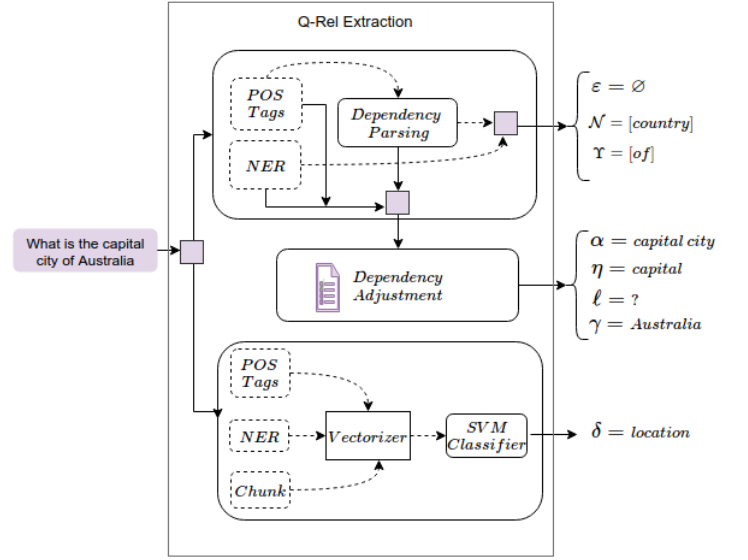 Q-Rel Extraction
POS
Tags
NER
Dependency
Parsing
ε = ∅
𝒩 = [country]
ϒ = [of]
What is the capital
city of Australia
Dependency
Adjustment
α = capital city
η = capital
ℓ = ?
γ = Australia
POS
Tags
NER
Chunk
Vectorizer
SVM
Classifier
δ = location